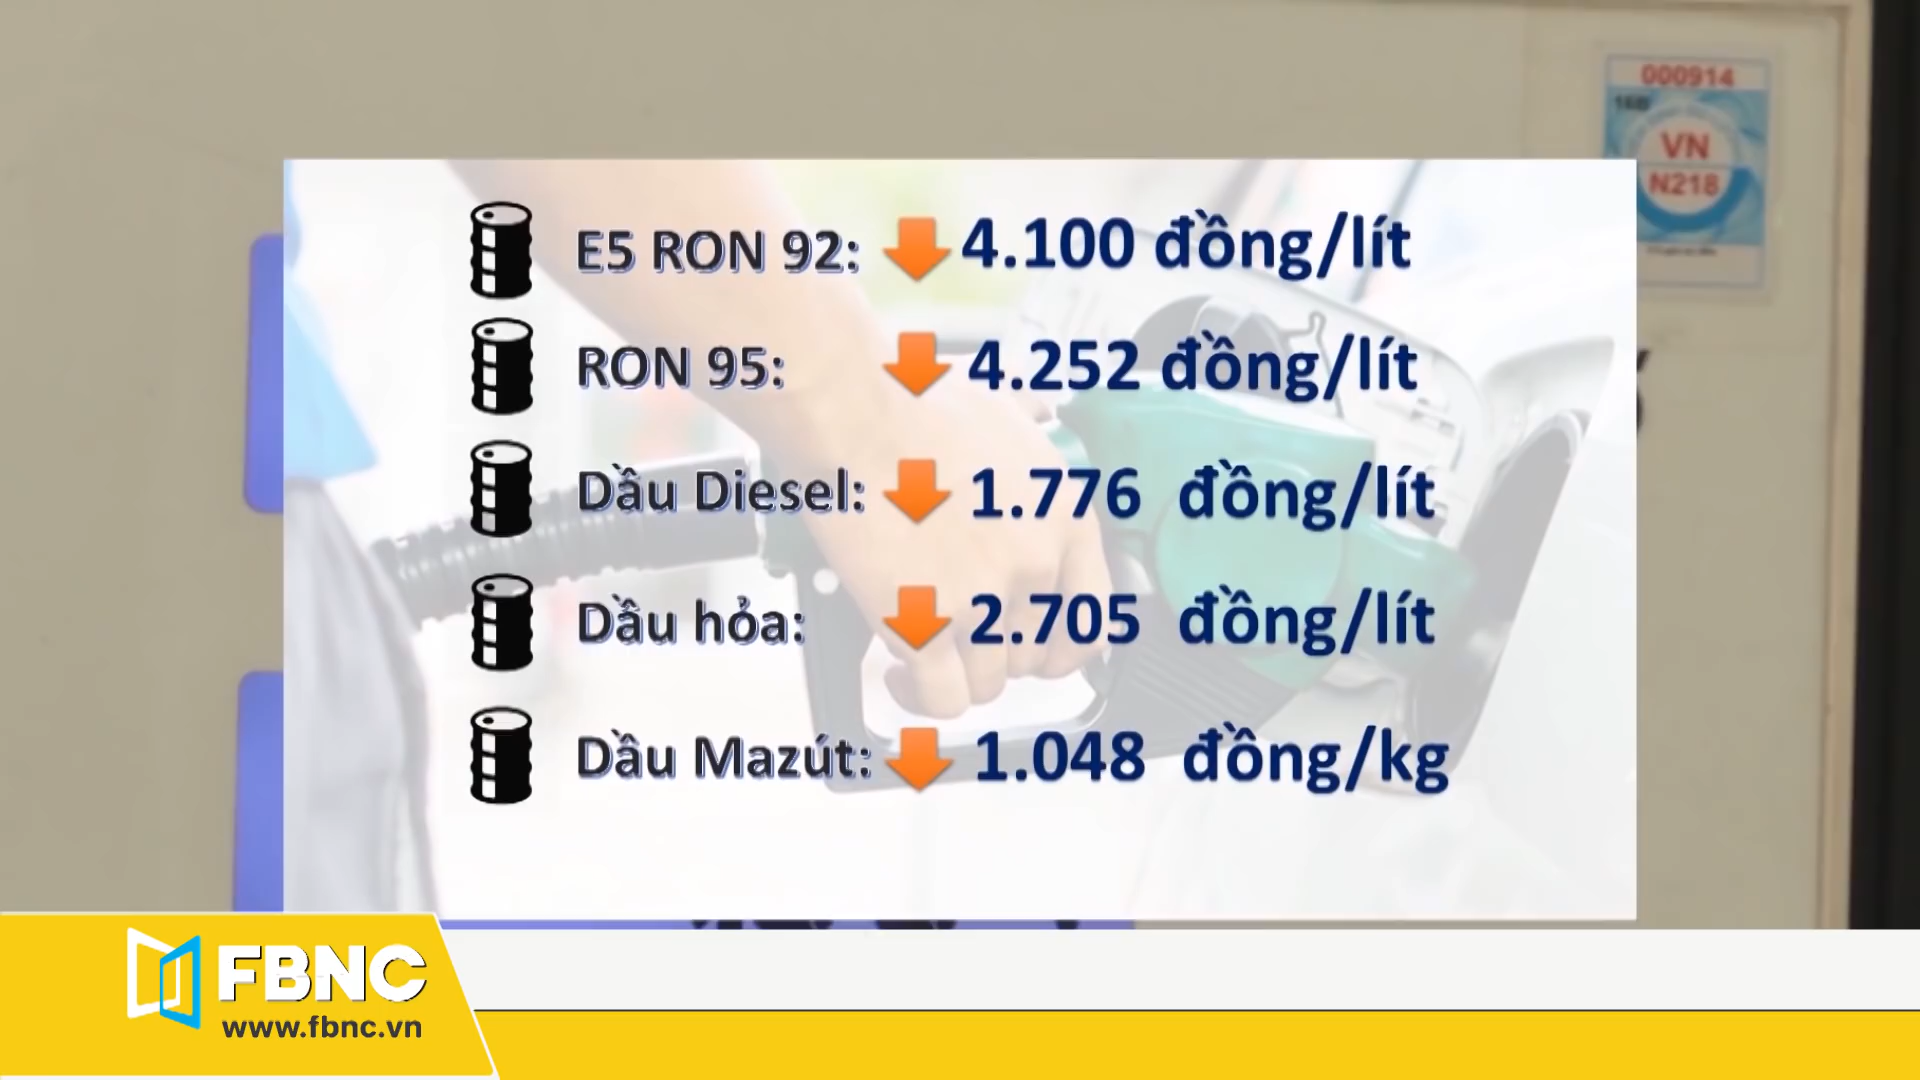 000914
VN
N218
E5 RON 92: 4.100 đồng/lít
RON 95: 4.252 đồng/lít
Dầu Diesel: 1.776 đồng/lít
Dầu hỏa: 2.705 đồng/lít
Dầu Mazút: 1.048 đồng/kg
FBNC
www.fbnc.vn